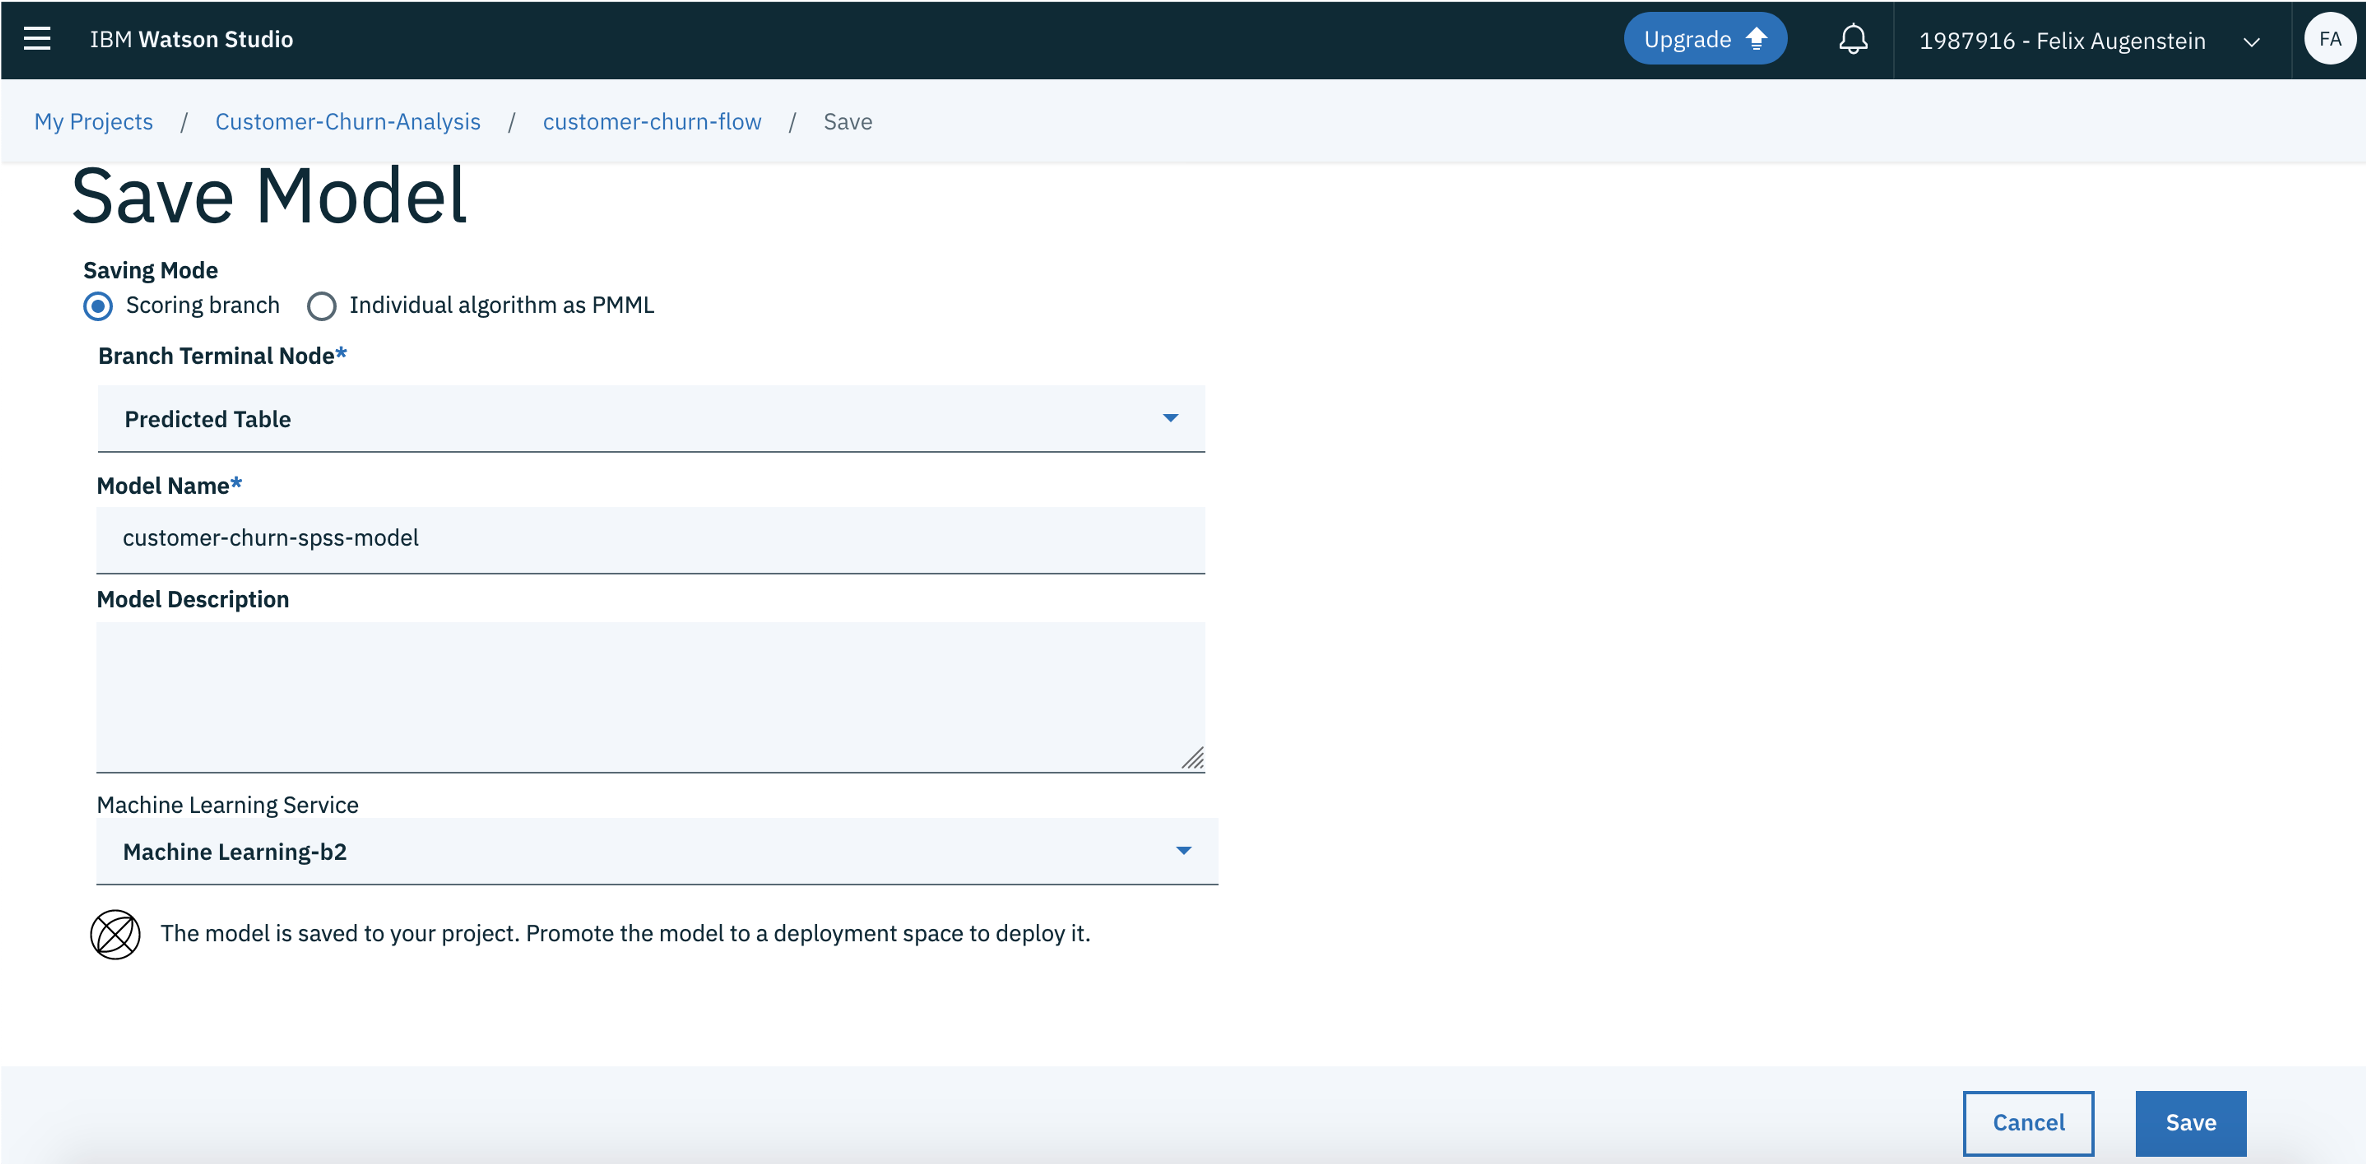 IBM Watson Studio
Upgrade
1987916 - Felix Augenstein
FA
My Projects / Customer-Churn-Analysis / customer-churn-flow / Save
Save Model
Saving Mode
Scoring branch
Individual algorithm as PMML
Branch Terminal Node*
Predicted Table
Model Name*
customer-churn-spss-model
Model Description
Machine Learning Service
Machine Learning-b2
The model is saved to your project. Promote the model to a deployment space to deploy it.
Cancel
Save